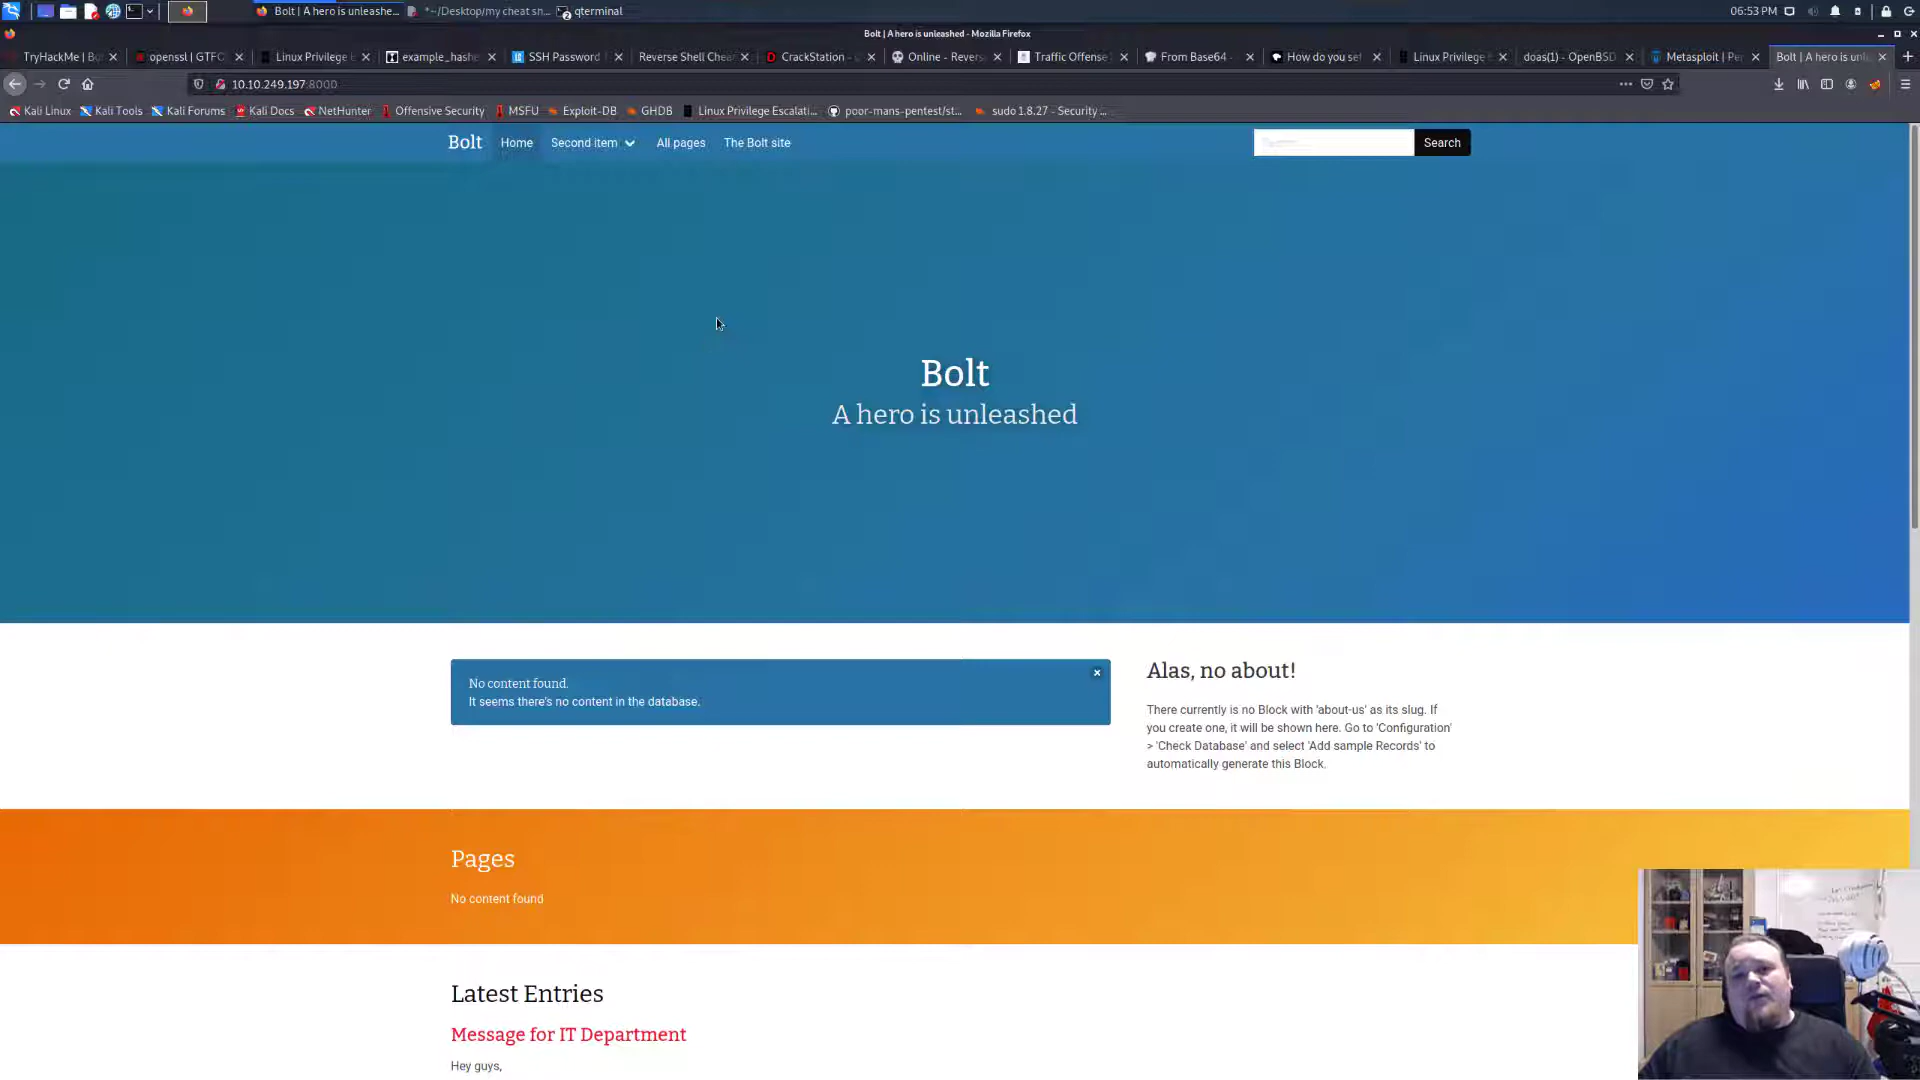 Bolt | A hero is unleashe...
*~/Desktop/my cheat sh...
qterminal
06:53 PM
Bolt | A hero is unleashed - Mozilla Firefox
TryHackMe | Bo
openssl | GTFO
Linux Privilege E
example_hashe
SSH Password
Reverse Shell Chea
CrackStation - O
Online - Revers
Traffic Offense
From Base64 -
How do you set
Linux Privilege
doas(1) - OpenBSD
Metasploit | Pe
Bolt | A hero is unl
10.10.249.197:8000
Kali Linux
Kali Tools
Kali Forums
Kali Docs
NetHunter
Offensive Security
MSFU
Exploit-DB
GHDB
Linux Privilege Escalati...
poor-mans-pentest/st...
sudo 1.8.27 - Security ...
Bolt
Home
Second item
All pages
The Bolt site
Search
Bolt
A hero is unleashed
No content found.
It seems there's no content in the database.
Alas, no about!
There currently is no Block with 'about-us' as its slug. If
you create one, it will be shown here. Go to 'Configuration'
> 'Check Database' and select 'Add sample Records' to
automatically generate this Block.
Pages
No content found
Latest Entries
Message for IT Department
Hey guys,